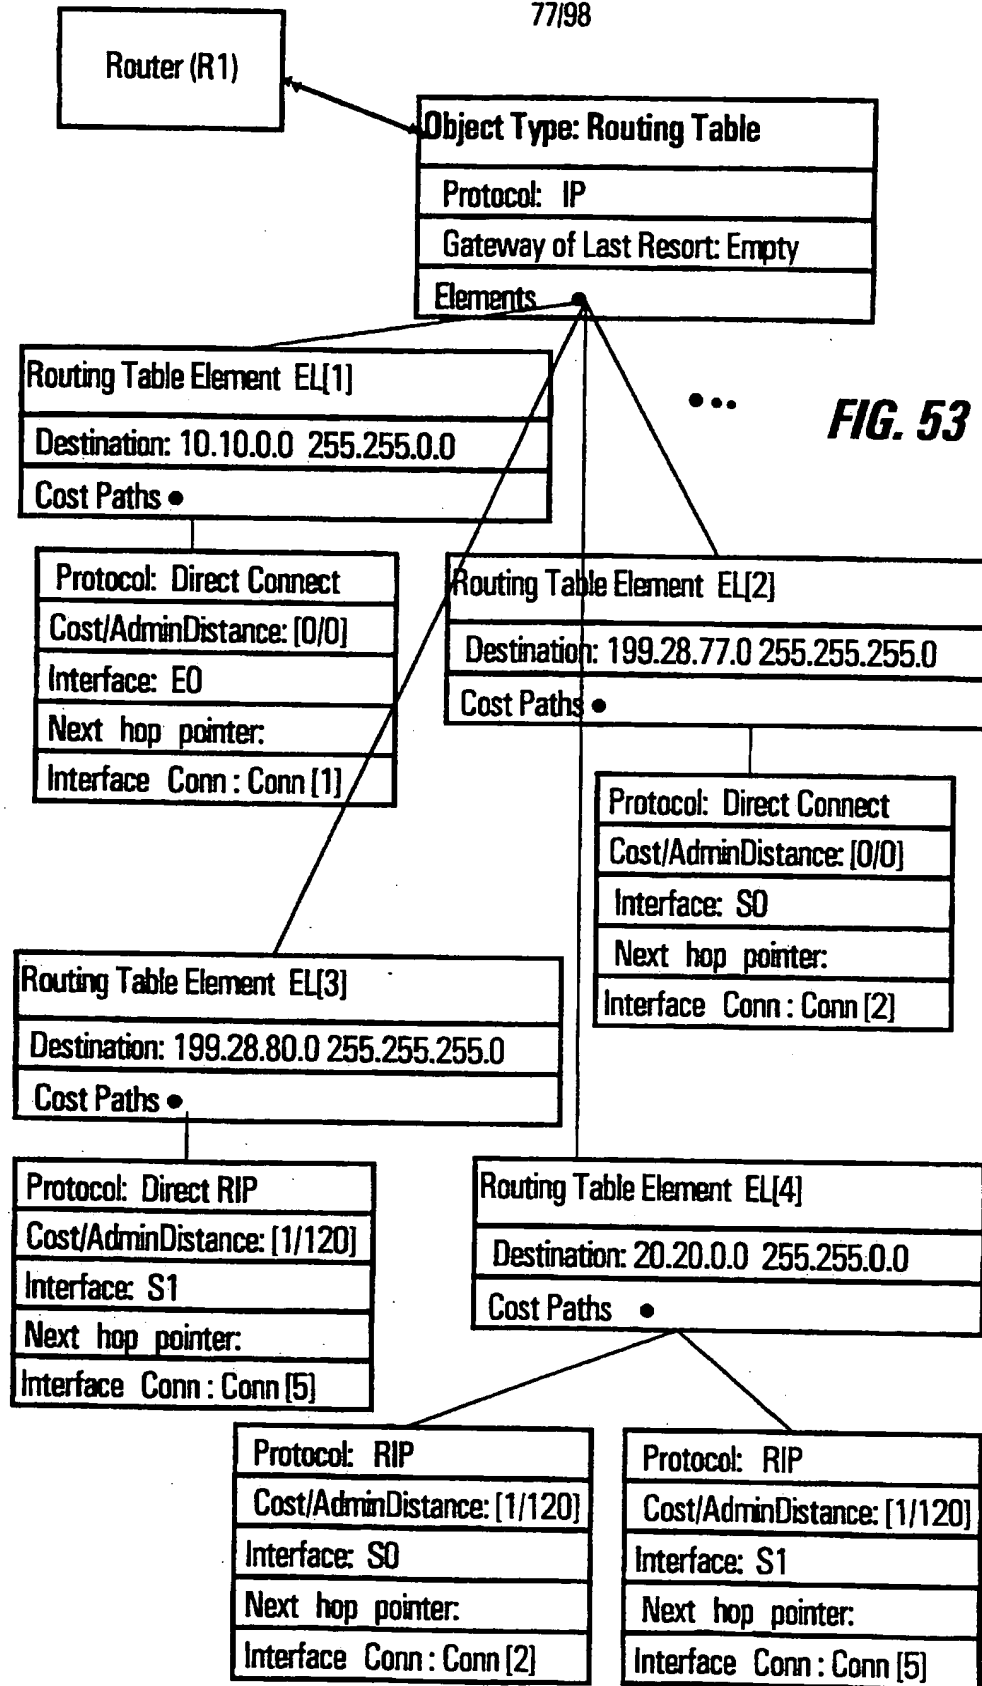 77/98
Router (R1)
Object Type: Routing Table
Protocol: IP
Gateway of Last Resort: Empty
Elements
Routing Table Element EL[1]
Destination: 10.10.0.0 255.255.0.0
Cost Paths
FIG. 53
Protocol: Direct Connect
Cost/AdminDistance: [0/0]
Interface: E0
Next hop pointer:
Interface Conn : Conn [1]
Routing Table Element EL[2]
Destination: 199.28.77.0 255.255.255.0
Cost Paths
Protocol: Direct Connect
Cost/AdminDistance: [0/0]
Interface: S0
Next hop pointer:
Interface Conn : Conn [2]
Routing Table Element EL[3]
Destination: 199.28.80.0 255.255.255.0
Cost Paths
Protocol: Direct RIP
Cost/AdminDistance: [1/120]
Interface: S1
Next hop pointer:
Interface Conn : Conn [5]
Routing Table Element EL[4]
Destination: 20.20.0.0 255.255.0.0
Cost Paths
Protocol: RIP
Cost/AdminDistance: [1/120]
Interface: S0
Next hop pointer:
Interface Conn : Conn [2]
Protocol: RIP
Cost/AdminDistance: [1/120]
Interface: S1
Next hop pointer:
Interface Conn : Conn [5]